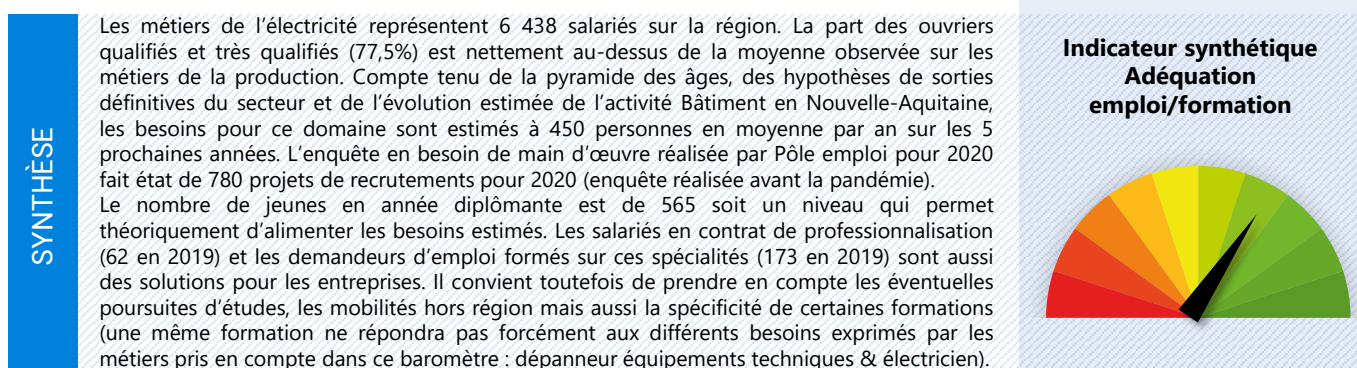 SYNTHÈSE
Les métiers de l’électricité représentent 6 438 salariés sur la région. La part des ouvriers
qualifiés et très qualifiés (77,5%) est nettement au-dessus de la moyenne observée sur les
métiers de la production. Compte tenu de la pyramide des âges, des hypothèses de sorties
définitives du secteur et de l’évolution estimée de l’activité Bâtiment en Nouvelle-Aquitaine,
les besoins pour ce domaine sont estimés à 450 personnes en moyenne par an sur les 5
prochaines années. L’enquête en besoin de main d’œuvre réalisée par Pôle emploi pour 2020
fait état de 780 projets de recrutements pour 2020 (enquête réalisée avant la pandémie).
Le nombre de jeunes en année diplômante est de 565 soit un niveau qui permet
théoriquement d’alimenter les besoins estimés. Les salariés en contrat de professionnalisation
(62 en 2019) et les demandeurs d’emploi formés sur ces spécialités (173 en 2019) sont aussi
des solutions pour les entreprises. Il convient toutefois de prendre en compte les éventuelles
poursuites d’études, les mobilités hors région mais aussi la spécificité de certaines formations
(une même formation ne répondra pas forcément aux différents besoins exprimés par les
métiers pris en compte dans ce baromètre : dépanneur équipements techniques & électricien).
Indicateur synthétique
Adéquation
emploi/formation